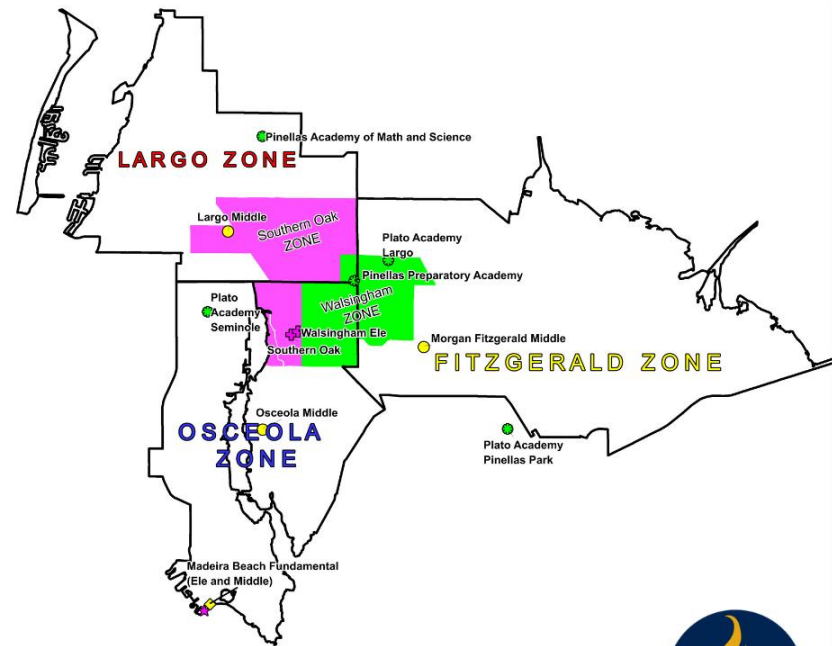 Pinellas Academy of Math and Science
LARGO ZONE
Largo Middle
Southern Oak
ZONE
Plato Academy
Largo
Pinellas Preparatory Academy
Plato
Academy
Seminole
Walsingham
ZONE
Walsingham Ele
Southern Oak
Morgan Fitzgerald Middle
FITZGERALD ZONE
Osceola Middle
OSCEOLA
ZONE
Plato Academy
Pinellas Park
Madeira Beach Fundamental
(Ele and Middle)